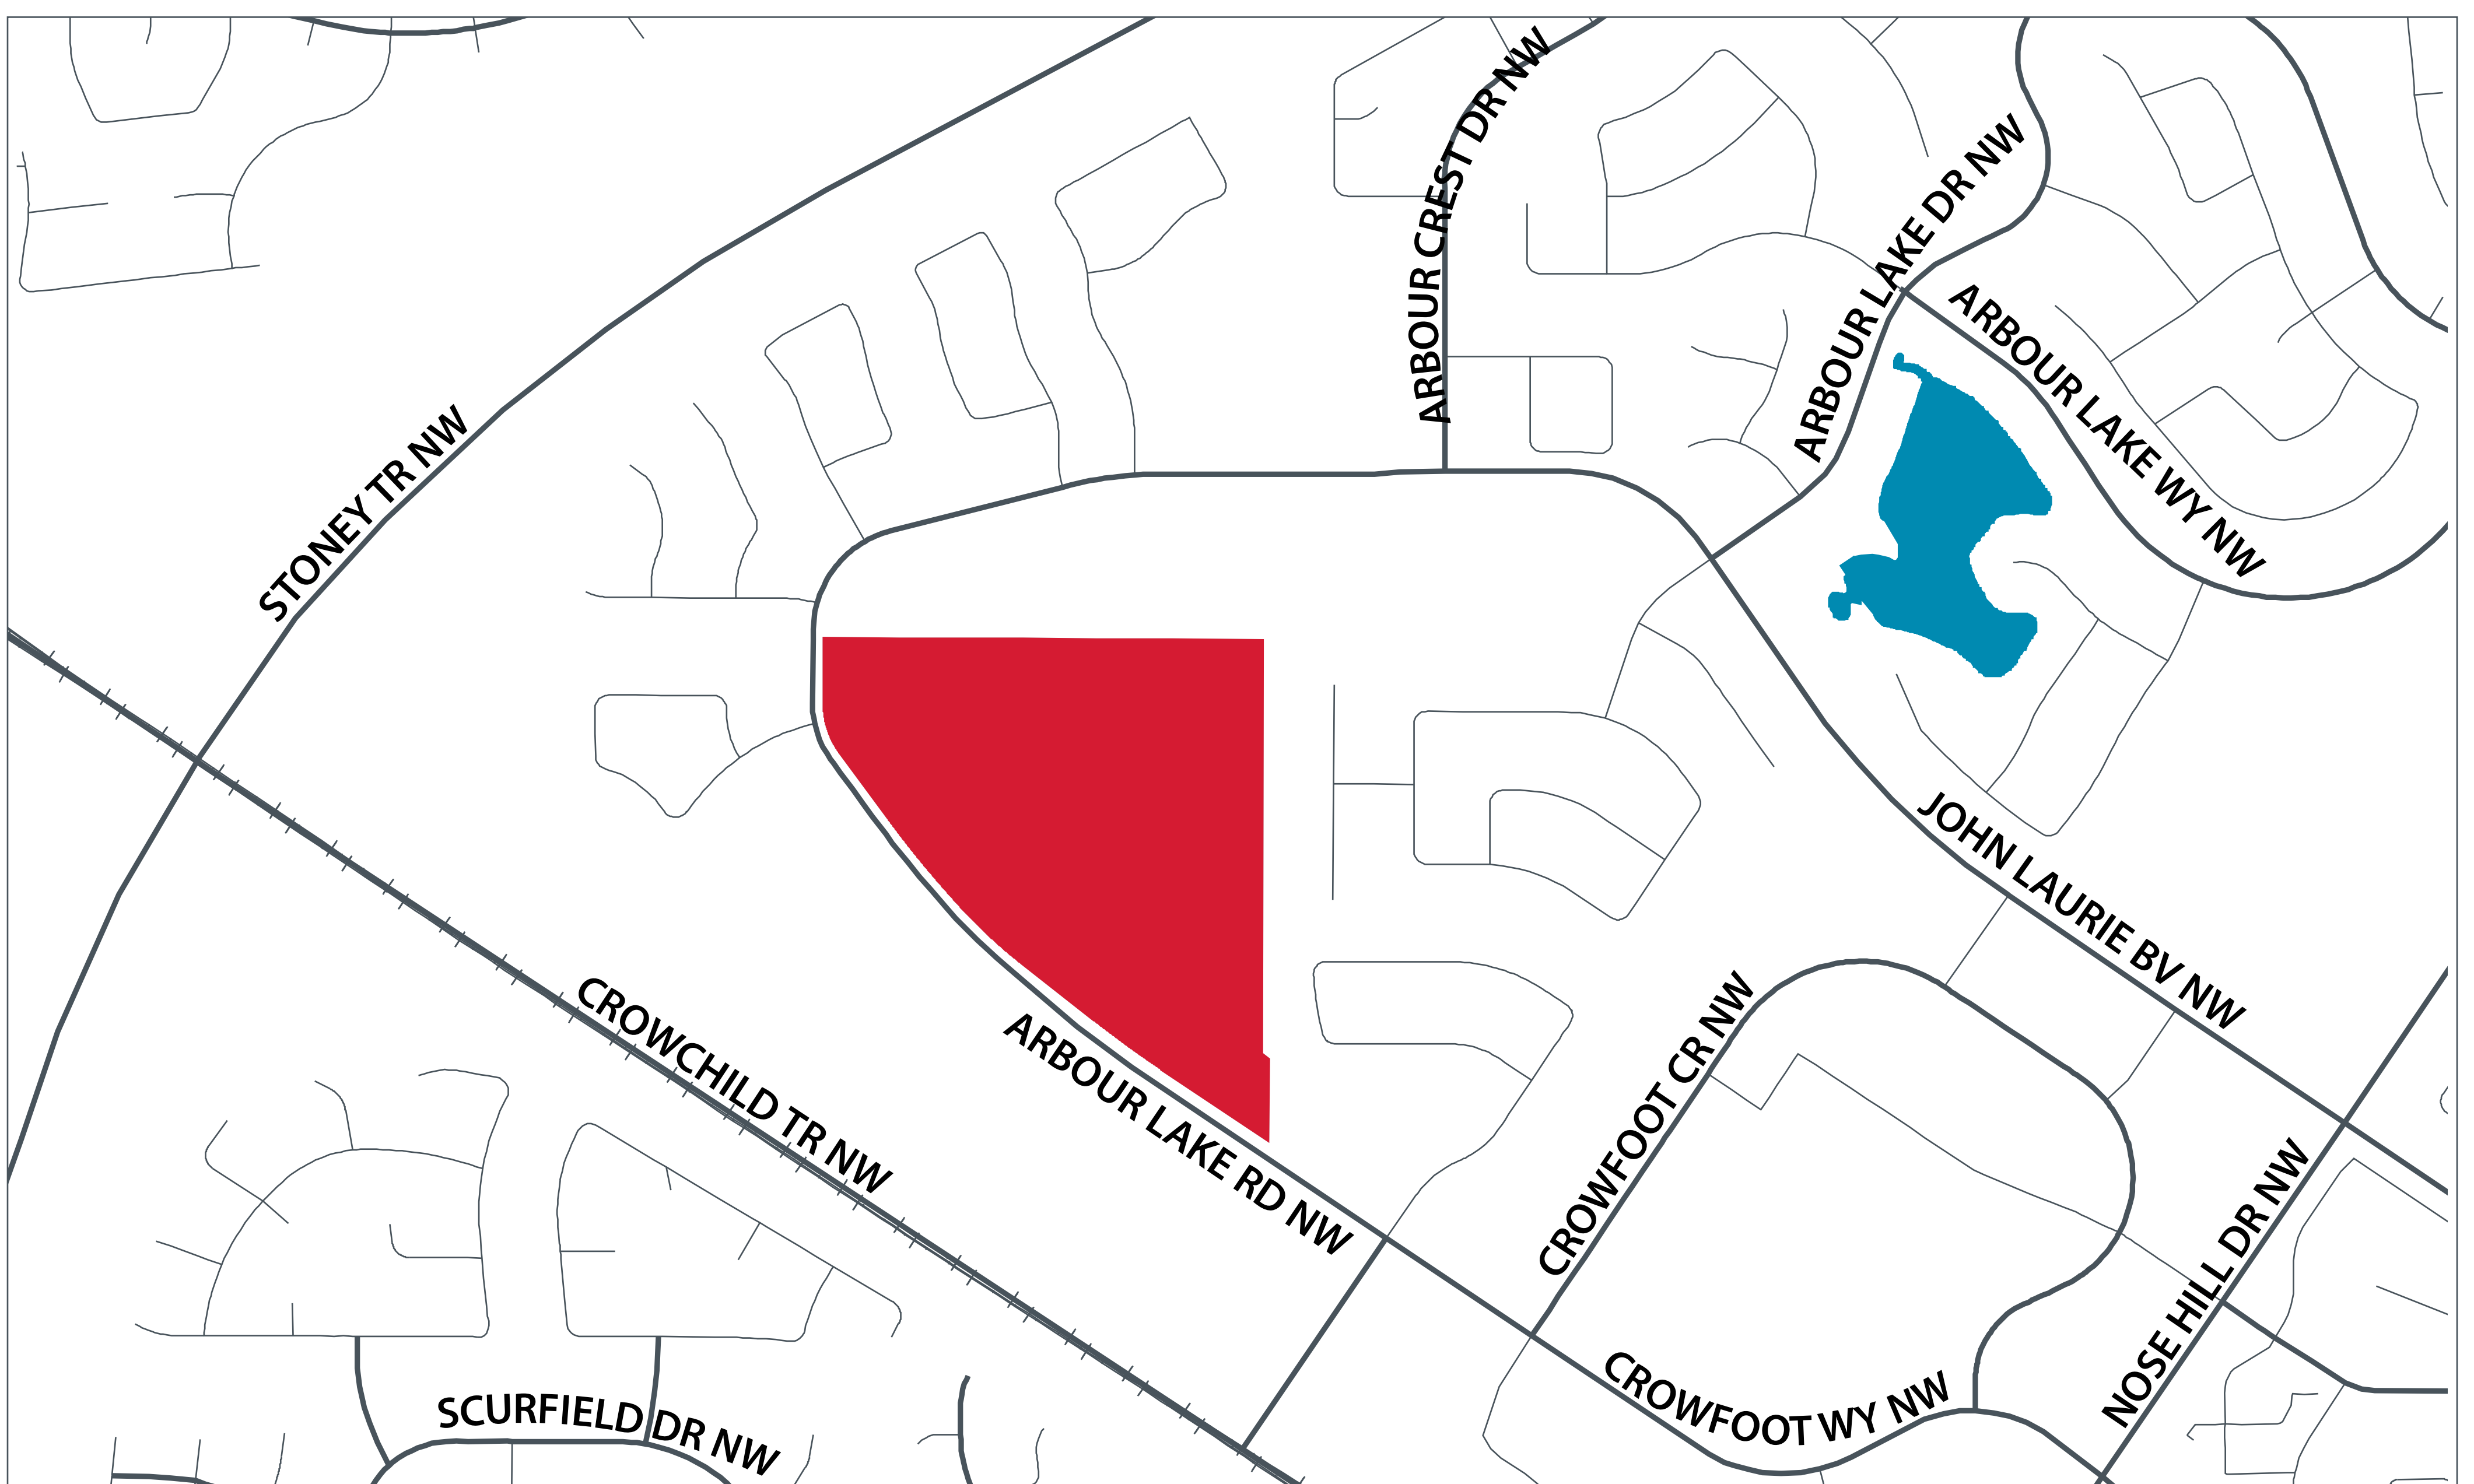 ARBOUR CREST DR NW
ARBOUR LAKE DR NW
ARBOUR LAKE WY NW
STONEY TR NW
JOHN LAURIE BV NW
CROWCHILD TR NW
ARBOUR LAKE RD NW
CROWFOOT CR NW
NOSE HILL DR NW
CROWFOOT WY NW
SCURFIELD DR NW